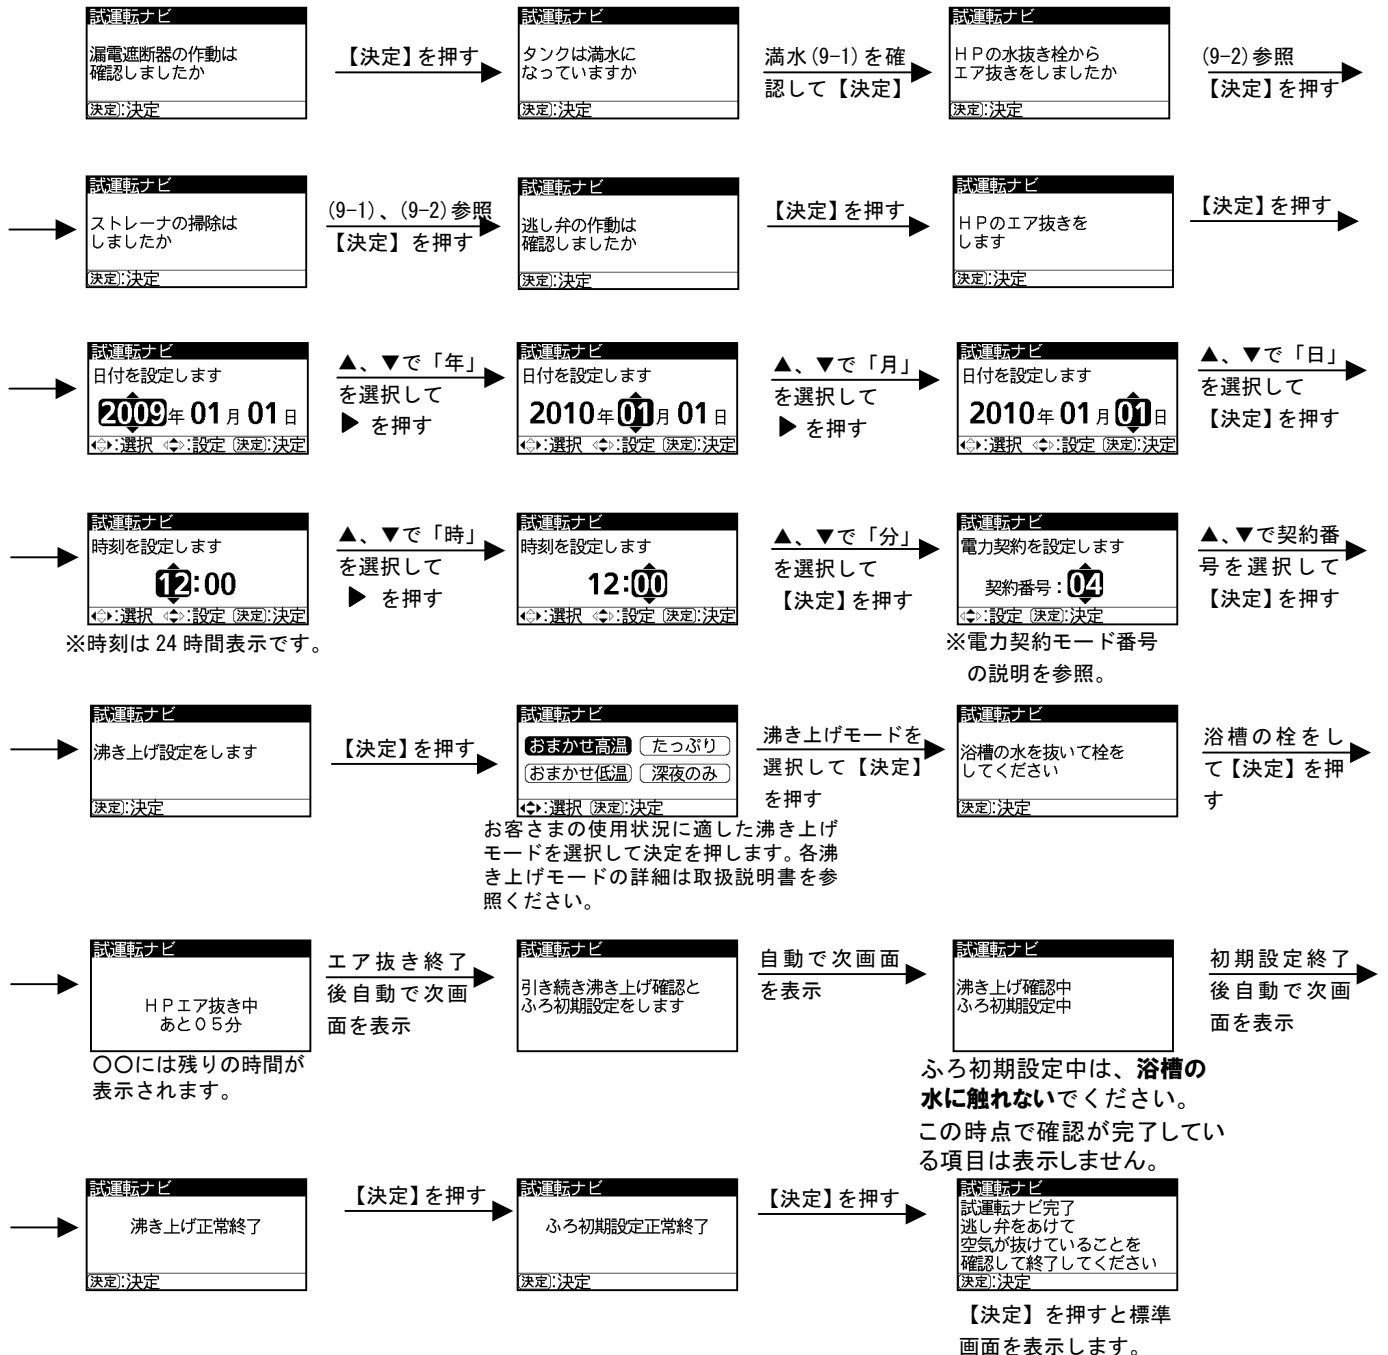 試運転ナビ
漏電遮断器の作動は
確認しましたか
決定:決定
【決定】を押す
試運転ナビ
タンクは満水に
なっていますか
決定:決定
満水(9-1)を確
認して【決定】
試運転ナビ
HPの水抜き栓から
エア抜きをしましたか
決定:決定
(9-2)参照
【決定】を押す
試運転ナビ
ストレーナの掃除は
しましたか
決定:決定
(9-1)、(9-2)参照
【決定】を押す
試運転ナビ
逃し弁の作動は
確認しましたか
決定:決定
【決定】を押す
試運転ナビ
HPのエア抜きを
します
決定:決定
【決定】を押す
試運転ナビ
日付を設定します
2009年01月01日
:選択 :設定 決定:決定
▲、▼で「年」
を選択して
▶ を押す
試運転ナビ
日付を設定します
2010年01月01日
:選択 :設定 決定:決定
▲、▼で「月」
を選択して
▶ を押す
試運転ナビ
日付を設定します
2010年01月01日
:選択 :設定 決定:決定
▲、▼で「日」
を選択して
【決定】を押す
試運転ナビ
時刻を設定します
12:00
:選択 :設定 決定:決定
※時刻は24時間表示です。
▲、▼で「時」
を選択して
▶ を押す
試運転ナビ
時刻を設定します
12:00
:選択 :設定 決定:決定
▲、▼で「分」
を選択して
【決定】を押す
試運転ナビ
電力契約を設定します
契約番号:04
:設定 決定:決定
※電力契約モード番号
の説明を参照。
▲、▼で契約番
号を選択して
【決定】を押す
試運転ナビ
沸き上げ設定をします
決定:決定
【決定】を押す
試運転ナビ
おまかせ高温 たっぷり
おまかせ低温 深夜のみ
:選択 決定:決定
お客さまの使用状況に適した沸き上げ
モードを選択して決定を押します。各沸
き上げモードの詳細は取扱説明書を参
照ください。
沸き上げモードを
選択して【決定】
を押す
試運転ナビ
浴槽の水を抜いて栓を
してください
決定:決定
浴槽の栓をし
て【決定】を押
す
試運転ナビ
HPエア抜き中
あと05分
〇〇には残りの時間が
表示されます。
エア抜き終了
後自動で次画
面を表示
試運転ナビ
引き続き沸き上げ確認と
ふろ初期設定をします
自動で次画面
を表示
試運転ナビ
沸き上げ確認中
ふろ初期設定中
ふろ初期設定中は、浴槽の
水に触れないでください。
この時点で確認が完了してい
る項目は表示しません。
初期設定終了
後自動で次画
面を表示
試運転ナビ
沸き上げ正常終了
決定:決定
【決定】を押す
試運転ナビ
ふろ初期設定正常終了
決定:決定
【決定】を押す
試運転ナビ
試運転ナビ完了
逃し弁をあけて
空気が抜けていることを
確認して終了してください
決定:決定
【決定】を押すと標準
画面を表示します。